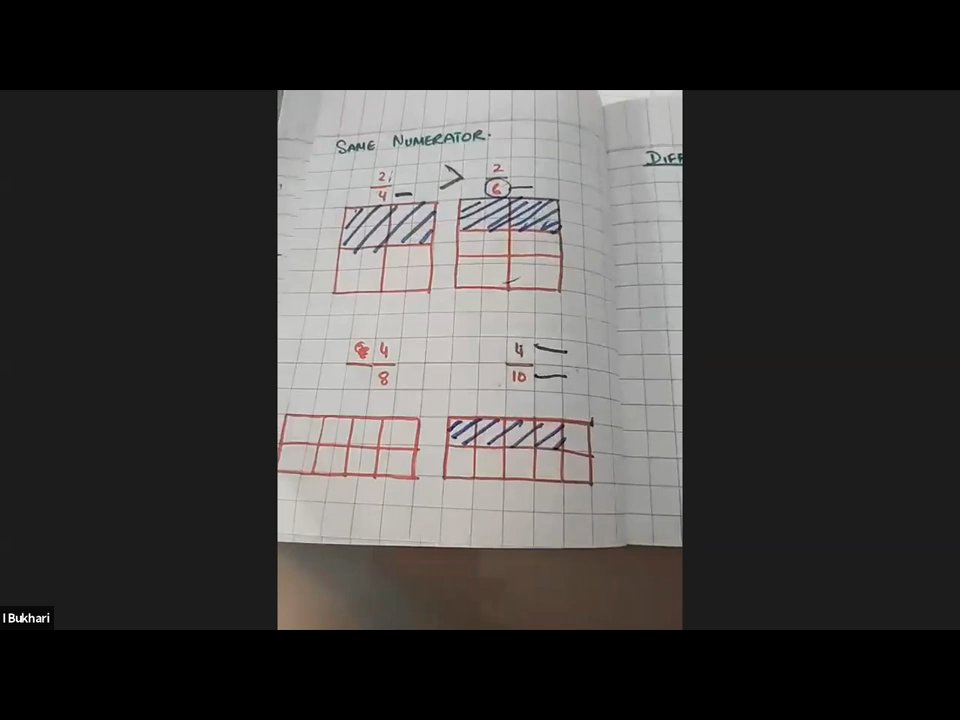 SAME NUMERATOR.
2/4 > 2/6
4/8 4/10
DIFF
I Bukhari